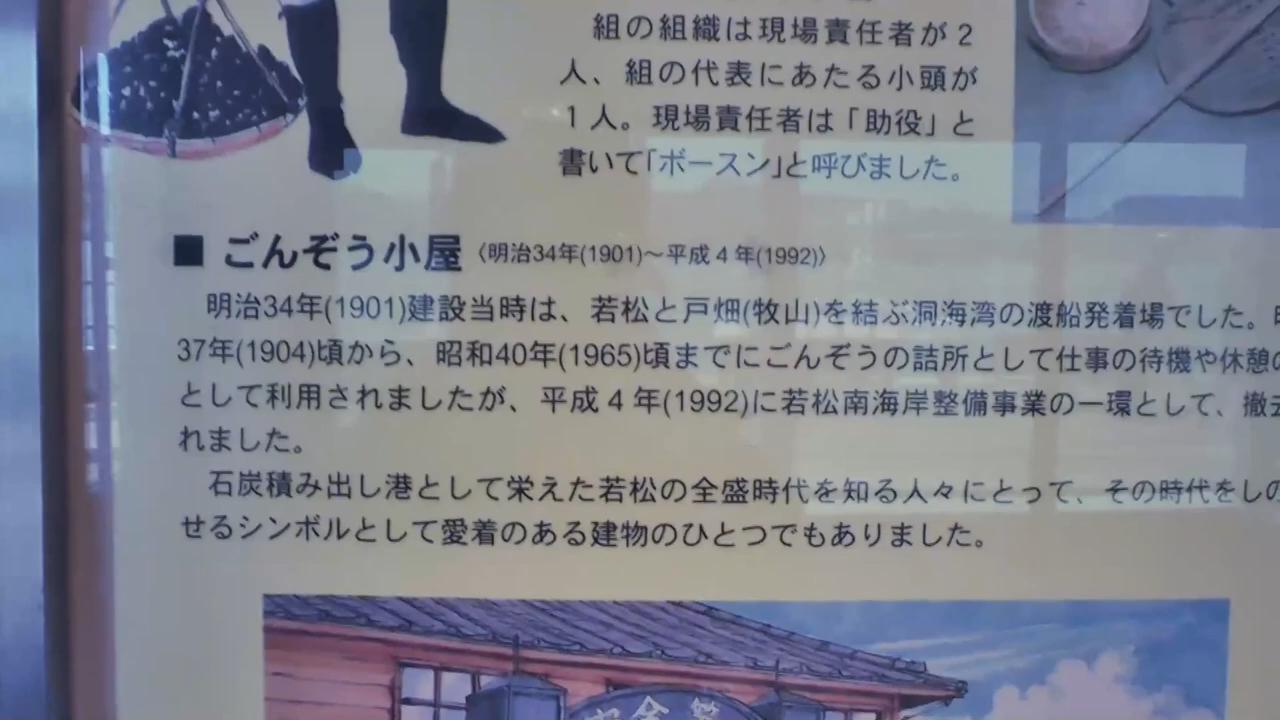 組の組織は現場責任者が2
人、組の代表にあたる小頭が
1人。現場責任者は「助役」と
書いて「ボースン」と呼びました。
■ ごんぞう小屋〈明治34年(1901)～平成4年(1992)〉
明治34年(1901)建設当時は、若松と戸畑(牧山)を結ぶ洞海湾の渡船発着場でした。
37年(1904)頃から、昭和40年(1965)頃までにごんぞうの詰所として仕事の待機や休憩の
として利用されましたが、平成4年(1992)に若松南海岸整備事業の一環として、撤去
れました。
石炭積み出し港として栄えた若松の全盛時代を知る人々にとって、その時代をしの
せるシンボルとして愛着のある建物のひとつでもありました。